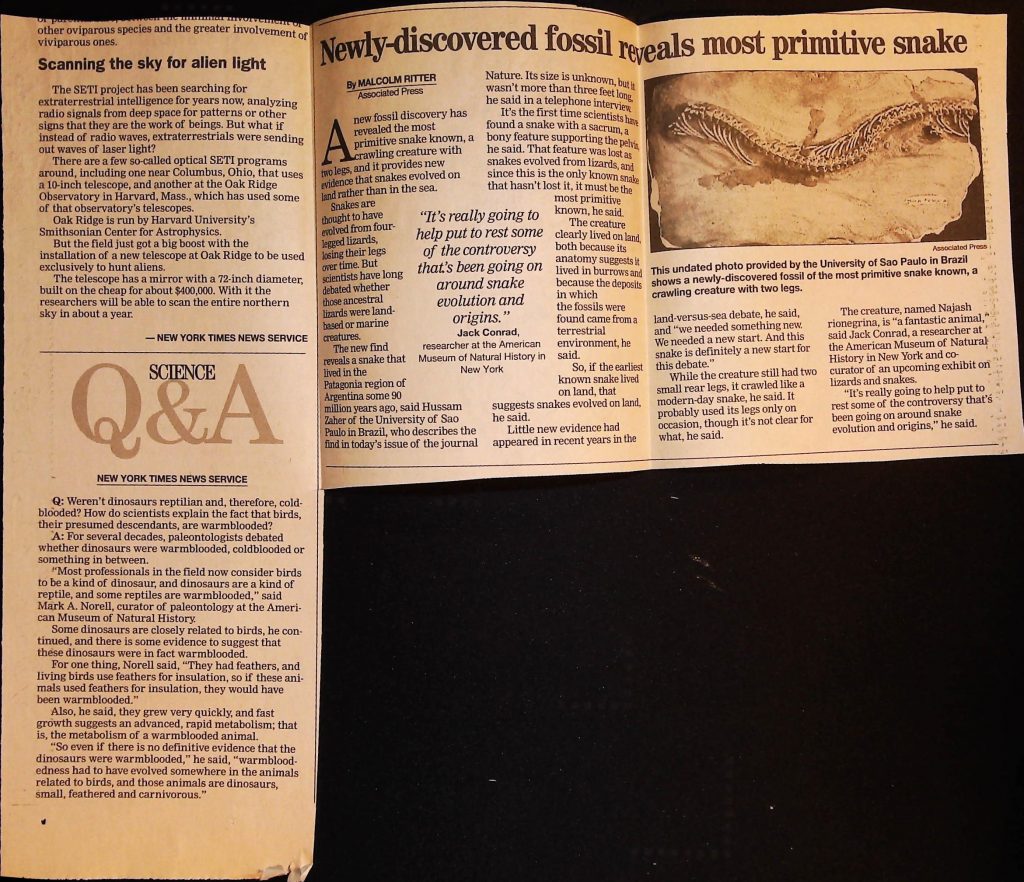 other oviparous species and the greater involvement of
viviparous ones.
Scanning the sky for alien light
The SETI project has been searching for
extraterrestrial intelligence for years now, analyzing
radio signals from deep space for patterns or other
signs that they are the work of beings. But what if
instead of radio waves, extraterrestrials were sending
out waves of laser light?
There are a few so-called optical SETI programs
around, including one near Columbus, Ohio, that uses
a 10-inch telescope, and another at the Oak Ridge
Observatory in Harvard, Mass., which has used some
of that observatory's telescopes.
Oak Ridge is run by Harvard University's
Smithsonian Center for Astrophysics.
But the field just got a big boost with the
installation of a new telescope at Oak Ridge to be used
exclusively to hunt aliens.
The telescope has a mirror with a 72-inch diameter,
built on the cheap for about $400,000. With it the
researchers will be able to scan the entire northern
sky in about a year.
— NEW YORK TIMES NEWS SERVICE
SCIENCE
Q&A
NEW YORK TIMES NEWS SERVICE
Q: Weren't dinosaurs reptilian and, therefore, cold-
blooded? How do scientists explain the fact that birds,
their presumed descendants, are warmblooded?
A: For several decades, paleontologists debated
whether dinosaurs were warmblooded, coldblooded or
something in between.
"Most professionals in the field now consider birds
to be a kind of dinosaur, and dinosaurs are a kind of
reptile, and some reptiles are warmblooded," said
Mark A. Norell, curator of paleontology at the Ameri-
can Museum of Natural History.
Some dinosaurs are closely related to birds, he con-
tinued, and there is some evidence to suggest that
these dinosaurs were in fact warmblooded.
For one thing, Norell said, "They had feathers, and
living birds use feathers for insulation, so if these ani-
mals used feathers for insulation, they would have
been warmblooded."
Also, he said, they grew very quickly, and fast
growth suggests an advanced, rapid metabolism; that
is, the metabolism of a warmblooded animal.
"So even if there is no definitive evidence that the
dinosaurs were warmblooded," he said, "warmblood-
edness had to have evolved somewhere in the animals
related to birds, and those animals are dinosaurs,
small, feathered and carnivorous."
Newly-discovered fossil reveals most primitive snake
By MALCOLM RITTER
Associated Press
A new fossil discovery has
revealed the most
primitive snake known, a
crawling creature with
two legs, and it provides new
evidence that snakes evolved on
land rather than in the sea.
Snakes are
thought to have
evolved from four-
legged lizards,
losing their legs
over time. But
scientists have long
debated whether
those ancestral
lizards were land-
based or marine
creatures.
The new find
reveals a snake that
lived in the
Patagonia region of
Argentina some 90
million years ago, said Hussam
Zaher of the University of Sao
Paulo in Brazil, who describes the
find in today's issue of the journal
"It's really going to
help put to rest some
of the controversy
that's been going on
around snake
evolution and
origins."
Jack Conrad,
researcher at the American
Museum of Natural History in
New York
Nature. Its size is unknown, but it
wasn't more than three feet long,
he said in a telephone interview.
It's the first time scientists have
found a snake with a sacrum, a
bony feature supporting the pelvis,
he said. That feature was lost as
snakes evolved from lizards, and
since this is the only known snake
that hasn't lost it, it must be the
most primitive
known, he said.
The creature
clearly lived on land,
both because its
anatomy suggests it
lived in burrows and
because the deposits
in which
the fossils were
found came from a
terrestrial
environment, he
said.
So, if the earliest
known snake lived
on land, that
suggests snakes evolved on land,
he said.
Little new evidence had
appeared in recent years in the
Associated Press
This undated photo provided by the University of Sao Paulo in Brazil
shows a newly-discovered fossil of the most primitive snake known, a
crawling creature with two legs.
land-versus-sea debate, he said,
and "we needed something new.
We needed a new start. And this
snake is definitely a new start for
this debate."
While the creature still had two
small rear legs, it crawled like a
modern-day snake, he said. It
probably used its legs only on
occasion, though it's not clear for
what, he said.
The creature, named Najash
rionegrina, is "a fantastic animal,"
said Jack Conrad, a researcher at
the American Museum of Natural
History in New York and co-
curator of an upcoming exhibit on
lizards and snakes.
"It's really going to help put to
rest some of the controversy that's
been going on around snake
evolution and origins," he said.